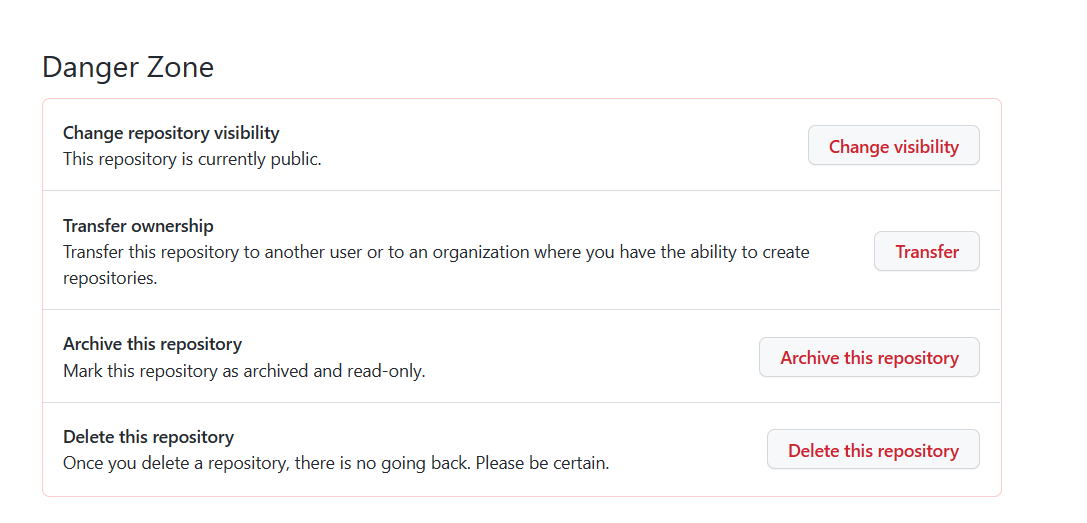 Danger Zone
Change repository visibility
This repository is currently public.
Change visibility
Transfer ownership
Transfer this repository to another user or to an organization where you have the ability to create
repositories.
Transfer
Archive this repository
Mark this repository as archived and read-only.
Archive this repository
Delete this repository
Once you delete a repository, there is no going back. Please be certain.
Delete this repository